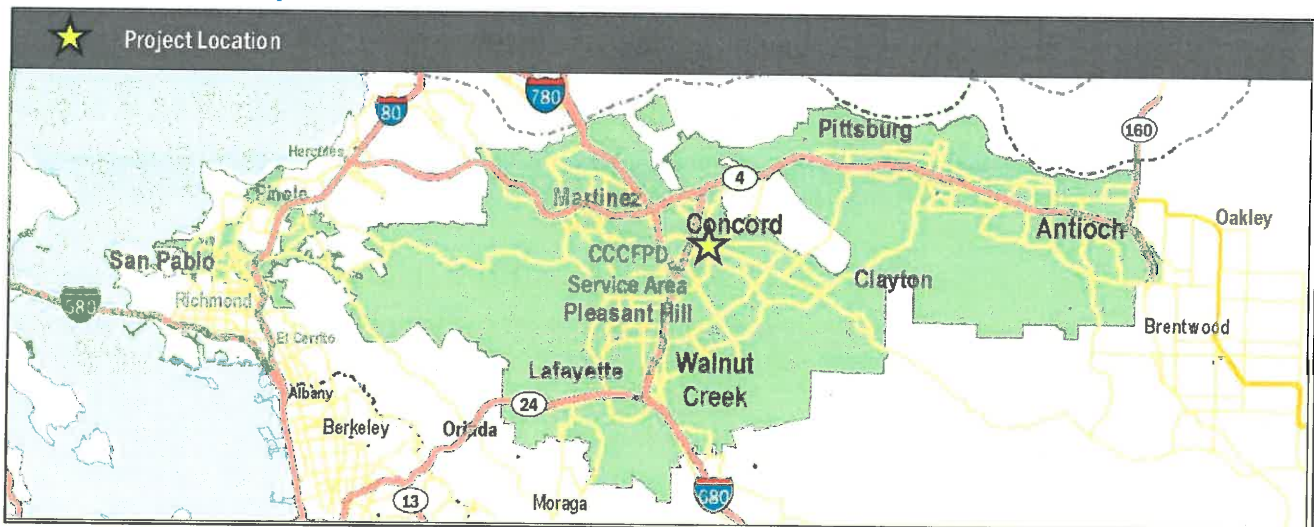 Project Location
80
780
160
Pittsburg
Hercules
4
Martinez
Pinole
Concord
Oakley
Antioch
San Pablo
CCCFPD
Service Area
Clayton
Richmond
580
Pleasant Hill
Brentwood
El Cerrito
Walnut
Creek
Lafayette
Albany
24
Berkeley
Orinda
680
13
Moraga